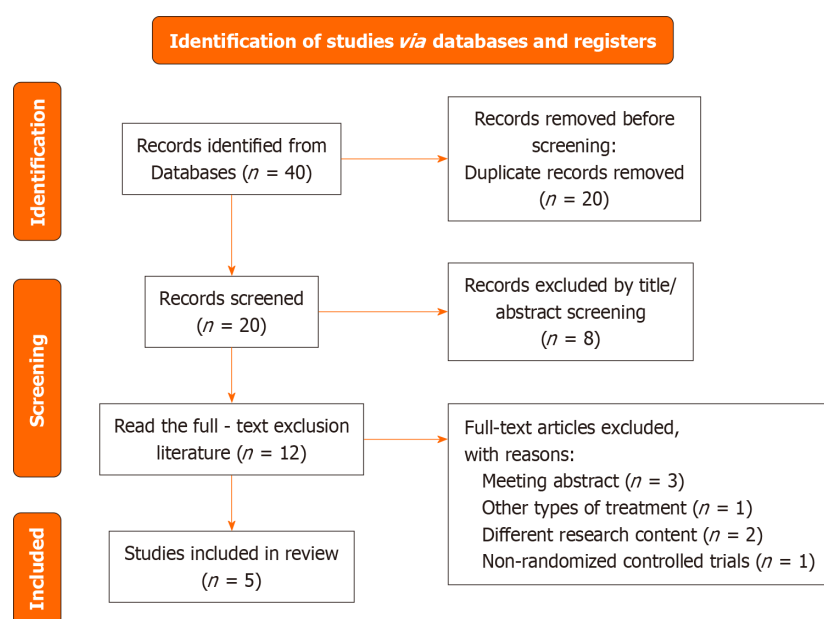 Identification of studies via databases and registers
Identification
Records identified from
Databases (n = 40)
Records removed before
screening:
Duplicate records removed
(n = 20)
Screening
Records screened
(n = 20)
Records excluded by title/
abstract screening
(n = 8)
Read the full - text exclusion
literature (n = 12)
Full-text articles excluded,
with reasons:
Meeting abstract (n = 3)
Other types of treatment (n = 1)
Different research content (n = 2)
Non-randomized controlled trials (n = 1)
Included
Studies included in review
(n = 5)